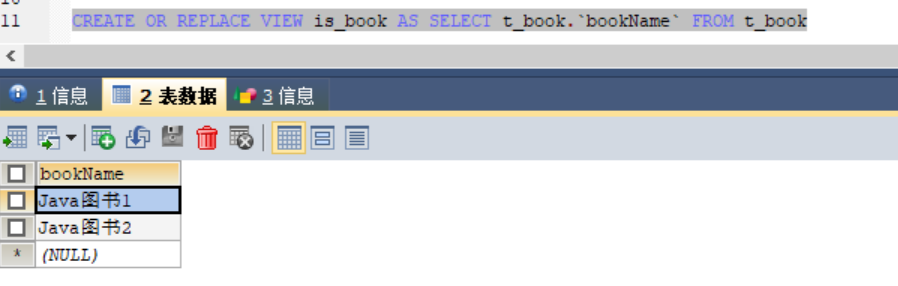 11 CREATE OR REPLACE VIEW is_book AS SELECT t_book.`bookName` FROM t_book
1 信息 2 表数据 3 信息
bookName
Java图书1
Java图书2
* (NULL)